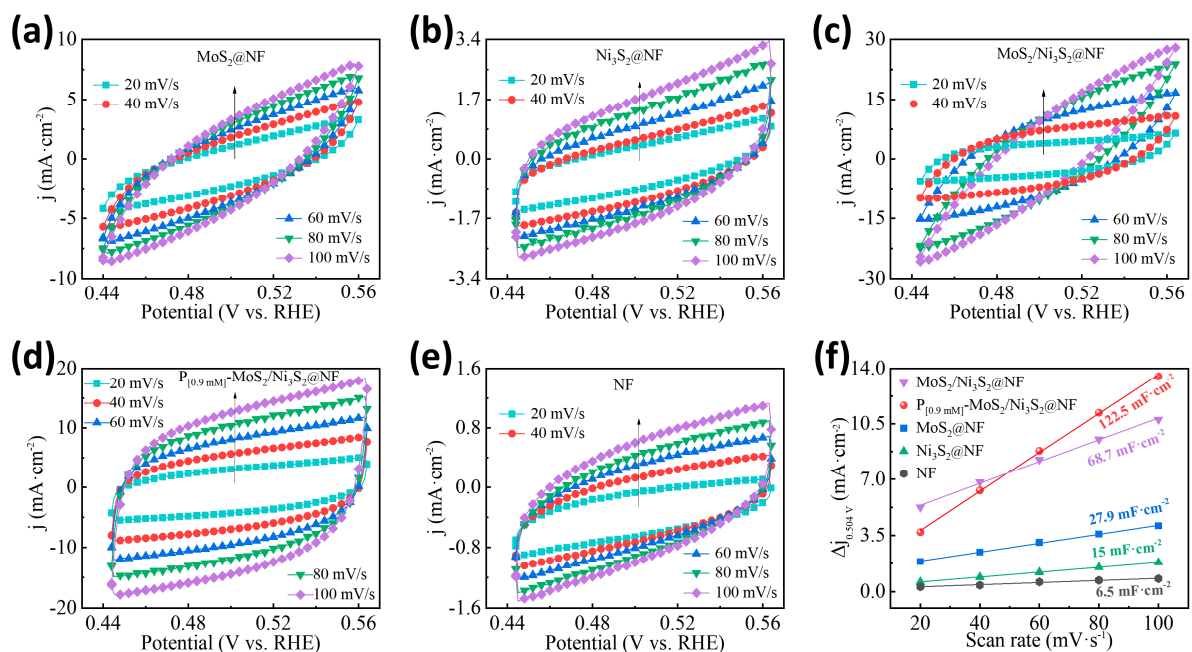 (a)
MoS2@NF
20 mV/s
40 mV/s
60 mV/s
80 mV/s
100 mV/s
j (mA·cm-2)
10
5
0
-5
-10
0.44 0.48 0.52 0.56
Potential (V vs. RHE)
(b)
Ni3S2@NF
20 mV/s
40 mV/s
60 mV/s
80 mV/s
100 mV/s
j (mA·cm-2)
3.4
1.7
0.0
-1.7
-3.4
0.44 0.48 0.52 0.56
Potential (V vs. RHE)
(c)
MoS2/Ni3S2@NF
20 mV/s
40 mV/s
60 mV/s
80 mV/s
100 mV/s
j (mA·cm-2)
30
15
0
-15
-30
0.44 0.48 0.52 0.56
Potential (V vs. RHE)
(d)
P[0.9 mM]-MoS2/Ni3S2@NF
20 mV/s
40 mV/s
60 mV/s
80 mV/s
100 mV/s
j (mA·cm-2)
20
10
0
-10
-20
0.44 0.48 0.52 0.56
Potential (V vs. RHE)
(e)
NF
20 mV/s
40 mV/s
60 mV/s
80 mV/s
100 mV/s
j (mA·cm-2)
1.6
0.8
0.0
-0.8
-1.6
0.44 0.48 0.52 0.56
Potential (V vs. RHE)
(f)
MoS2/Ni3S2@NF
P[0.9 mM]-MoS2/Ni3S2@NF
MoS2@NF
Ni3S2@NF
NF
122.5 mF·cm-2
68.7 mF·cm-2
27.9 mF·cm-2
15 mF·cm-2
6.5 mF·cm-2
Δj0.504 V (mA·cm-2)
14.0
10.5
7.0
3.5
0.0
20 40 60 80 100
Scan rate (mV·s-1)